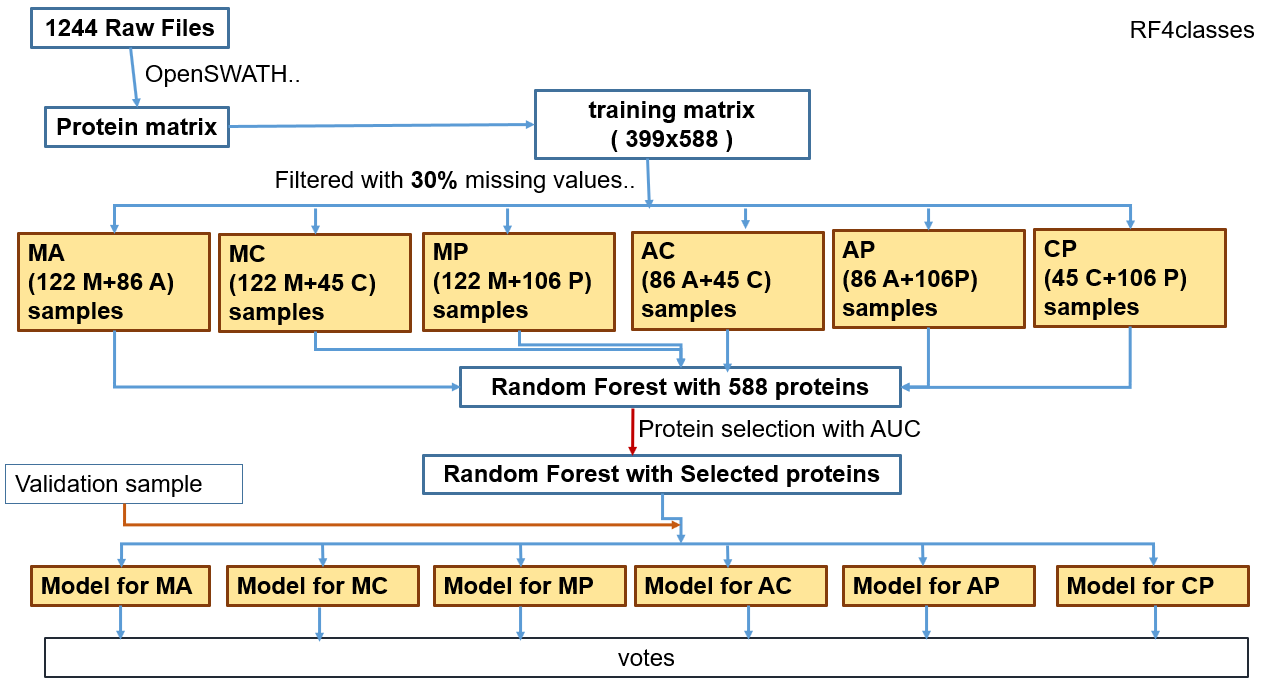 1244 Raw Files
RF4classes
OpenSWATH..
Protein matrix
training matrix
( 399x588 )
Filtered with 30% missing values..
MA
(122 M+86 A)
samples
MC
(122 M+45 C)
samples
MP
(122 M+106 P)
samples
AC
(86 A+45 C)
samples
AP
(86 A+106P)
samples
CP
(45 C+106 P)
samples
Random Forest with 588 proteins
Protein selection with AUC
Random Forest with Selected proteins
Validation sample
Model for MA
Model for MC
Model for MP
Model for AC
Model for AP
Model for CP
votes